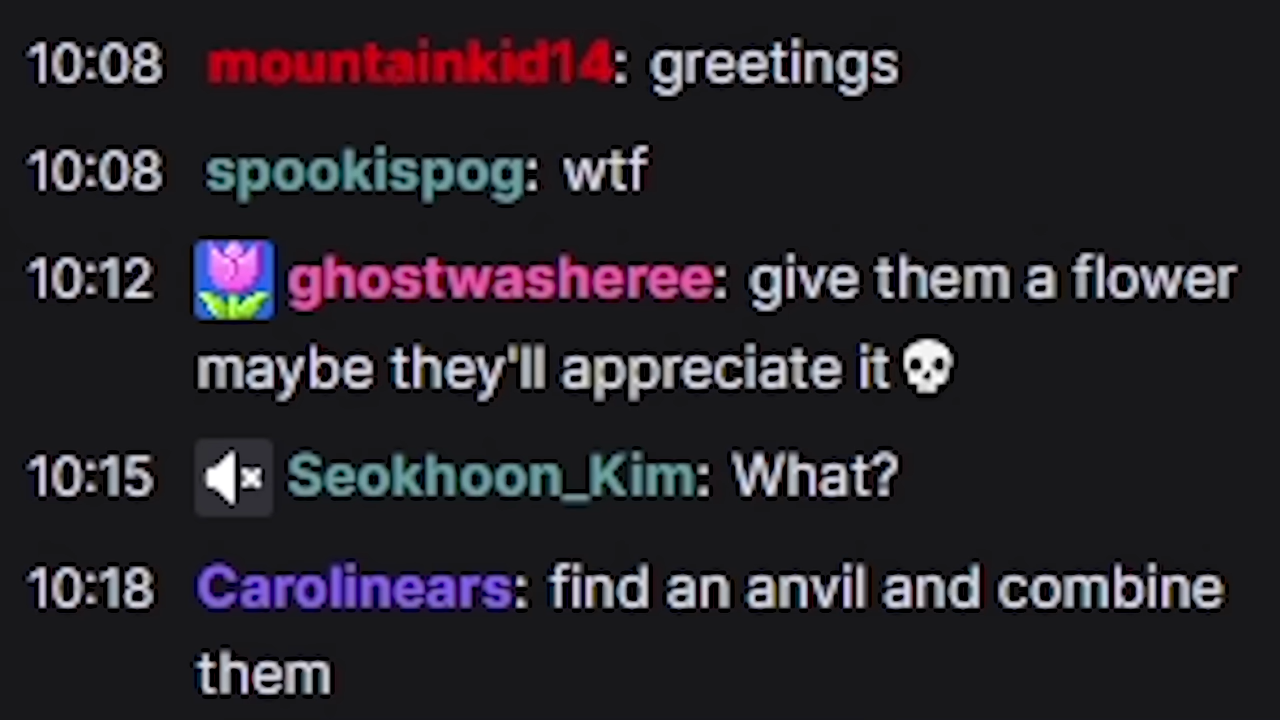 10:08 mountainkid14: greetings
10:08 spookispog: wtf
10:12 ghostwasheree: give them a flower
maybe they'll appreciate it💀
10:15 Seokhoon_Kim: What?
10:18 Carolinears: find an anvil and combine
them